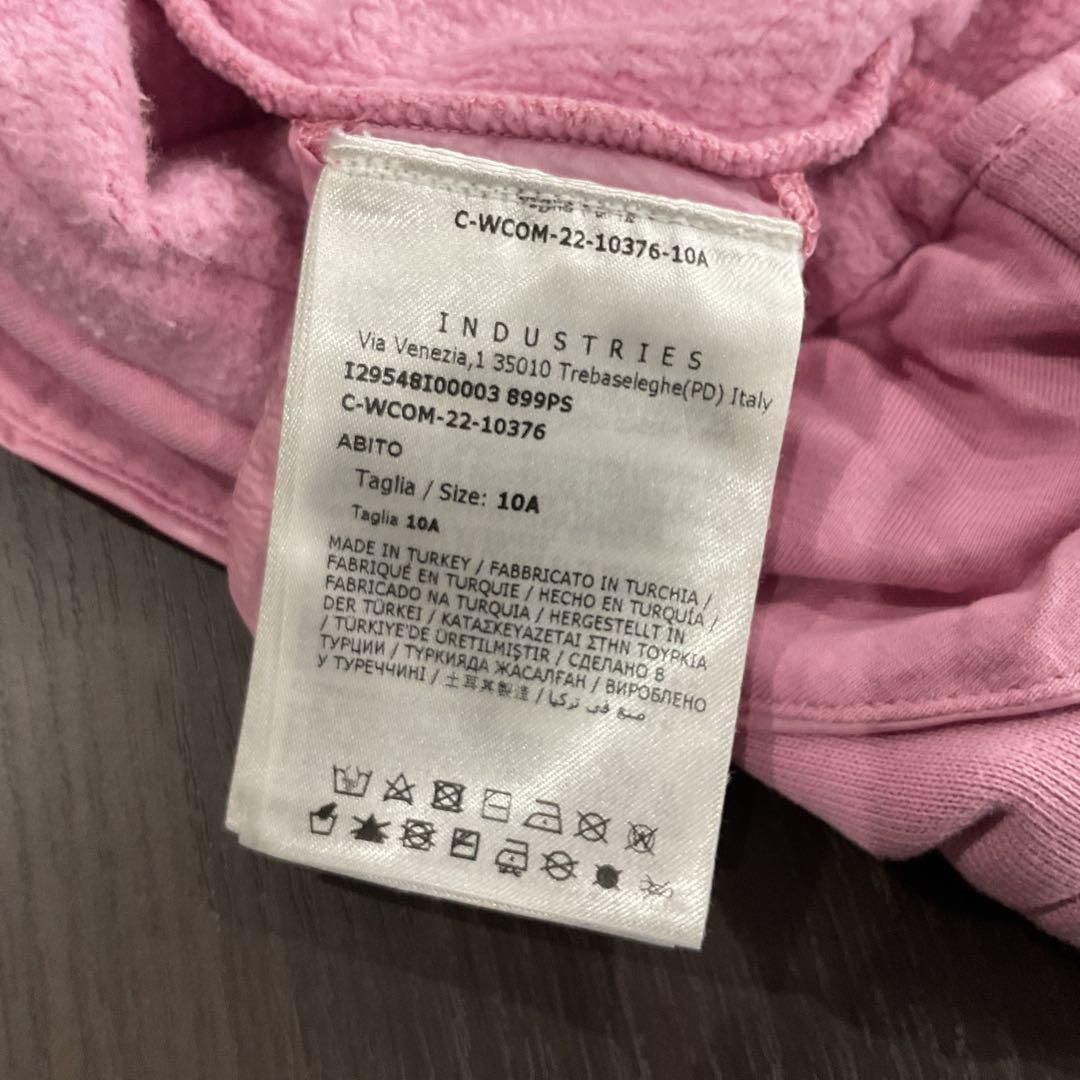 C-WCOM-22-10376-10A
INDUSTRIES
Via Venezia,1 35010 Trebaseleghe(PD) Italy
I29548I00003 899PS
C-WCOM-22-10376
ABITO
Taglia / Size: 10A
Taglia 10A
MADE IN TURKEY / FABBRICATO IN TURCHIA /
FABRIQUÉ EN TURQUIE / HECHO EN TURQUÍA /
FABRICADO NA TURQUIA / HERGESTELLT IN
DER TÜRKEI / ΚΑΤΑΣΚΕΥΑΖΕΤΑΙ ΣΤΗΝ ΤΟΥΡΚΙΑ
/ TÜRKIYE'DE ÜRETILMIŞTIR / СДЕЛАНО В
ТУРЦИИ / ТҮРКИЯДА ЖАСАЛҒАН / ВИРОБЛЕНО
У ТУРЕЧЧИНІ / 土耳其製造 / صنع في تركيا